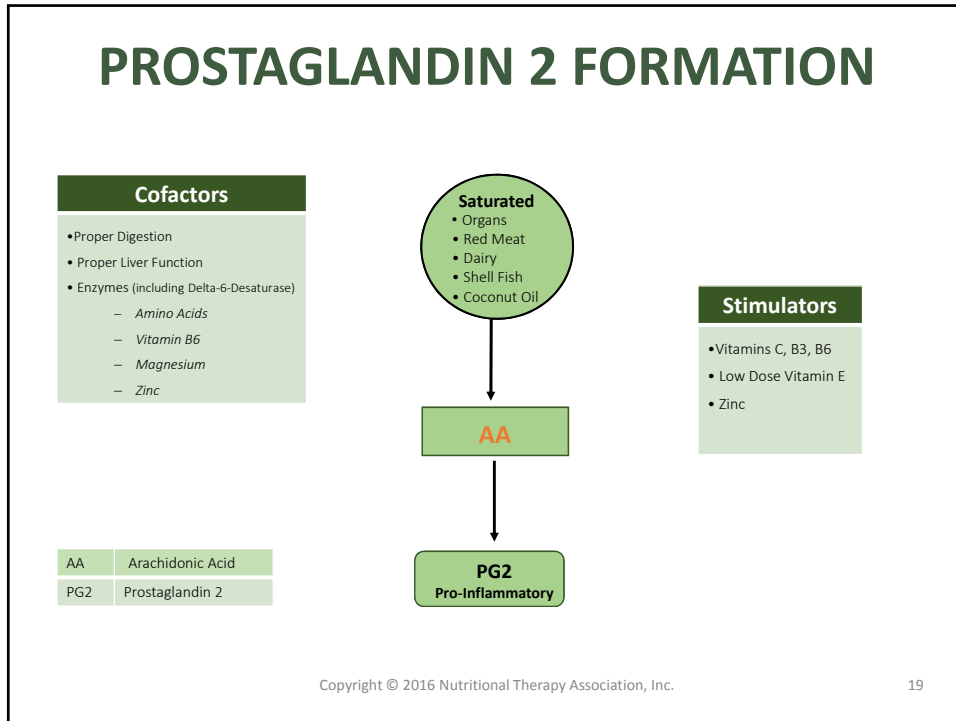 PROSTAGLANDIN 2 FORMATION
Cofactors
•Proper Digestion
• Proper Liver Function
• Enzymes (including Delta-6-Desaturase)
– Amino Acids
– Vitamin B6
– Magnesium
– Zinc
Saturated
• Organs
• Red Meat
• Dairy
• Shell Fish
• Coconut Oil
Stimulators
•Vitamins C, B3, B6
• Low Dose Vitamin E
• Zinc
AA
PG2
Pro-Inflammatory
AA Arachidonic Acid
PG2 Prostaglandin 2
Copyright © 2016 Nutritional Therapy Association, Inc. 19